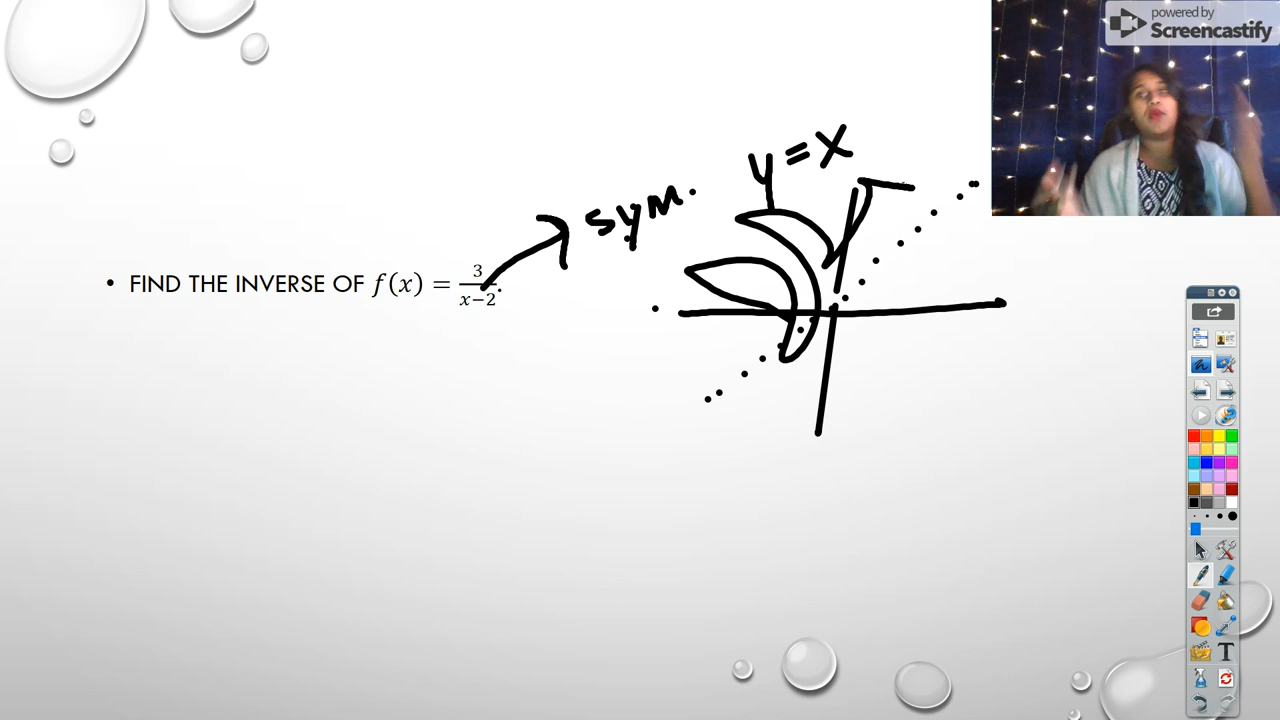 powered by
Screencastify
y = x
sym.
• FIND THE INVERSE OF f(x) = 3/(x−2).
T